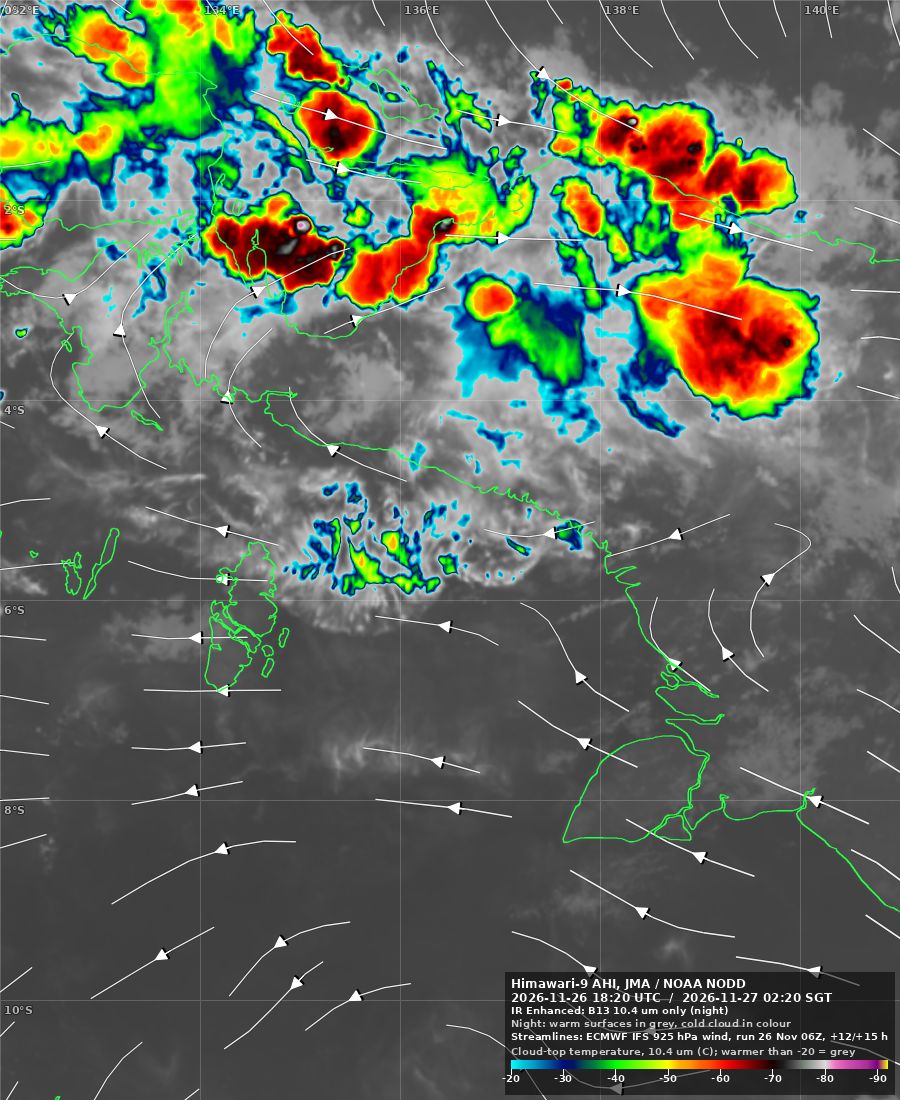 0°2°E 134°E 136°E 138°E 140°E
2°S
4°S
6°S
8°S
10°S
Himawari-9 AHI, JMA / NOAA NODD
2026-11-26 18:20 UTC / 2026-11-27 02:20 SGT
IR Enhanced: B13 10.4 um only (night)
Night: warm surfaces in grey, cold cloud in colour
Streamlines: ECMWF IFS 925 hPa wind, run 26 Nov 06Z, +12/+15 h
Cloud-top temperature, 10.4 um (C); warmer than -20 = grey
-20 -30 -40 -50 -60 -70 -80 -90